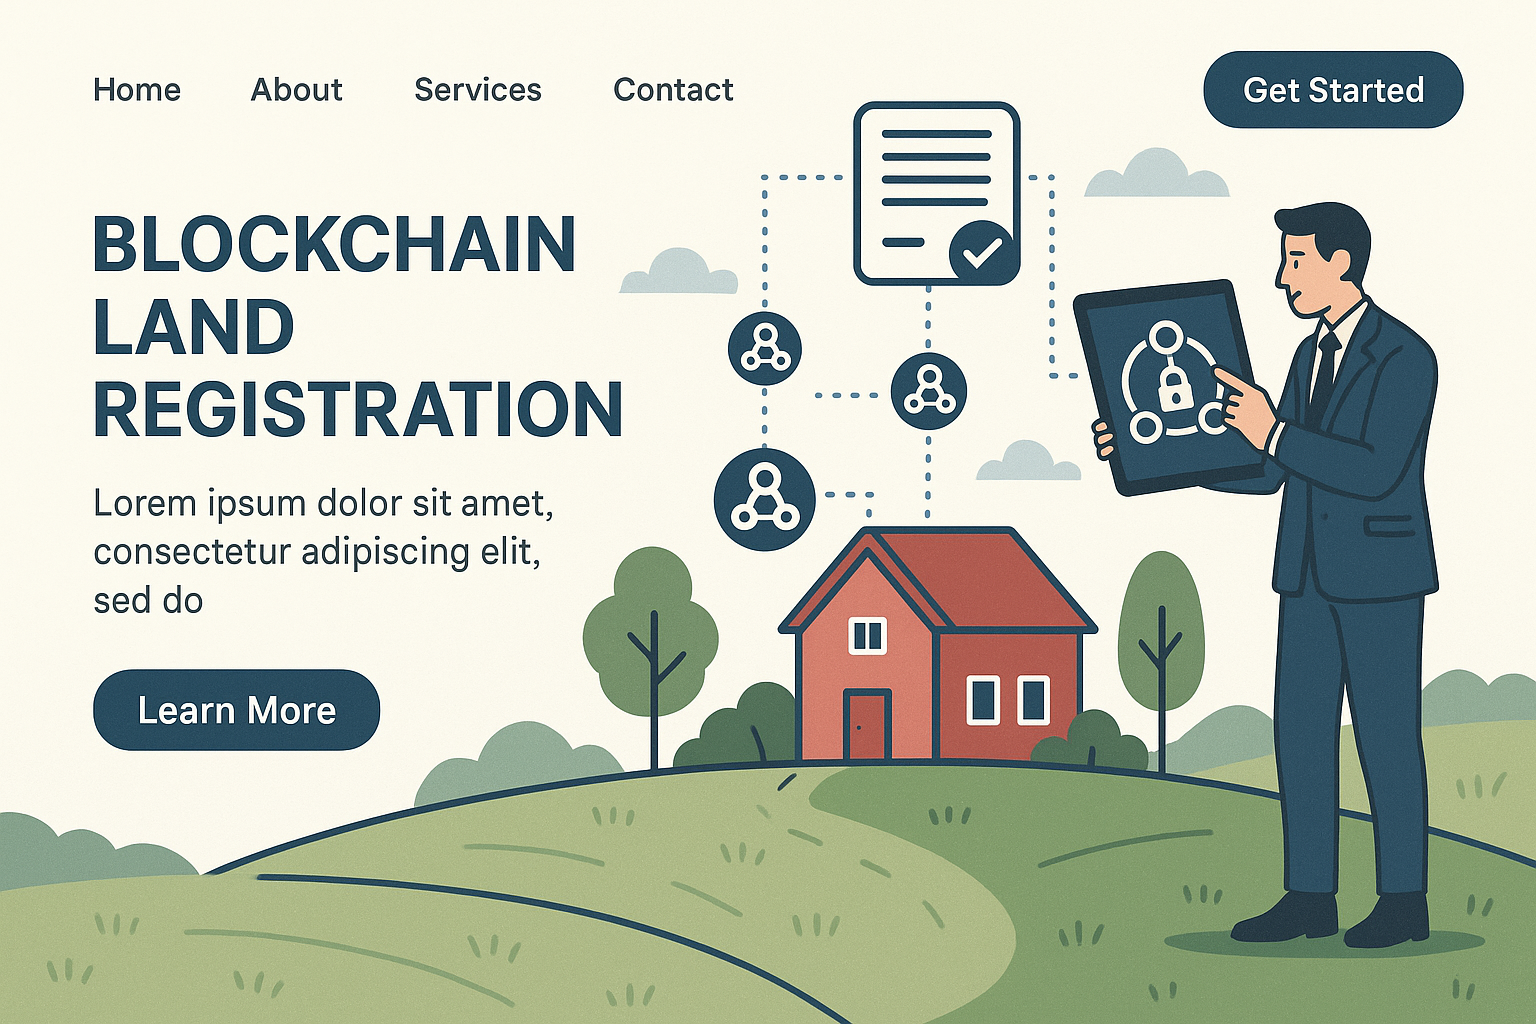 Home About Services Contact Get Started
BLOCKCHAIN
LAND
REGISTRATION
Lorem ipsum dolor sit amet,
consectetur adipiscing elit,
sed do
Learn More